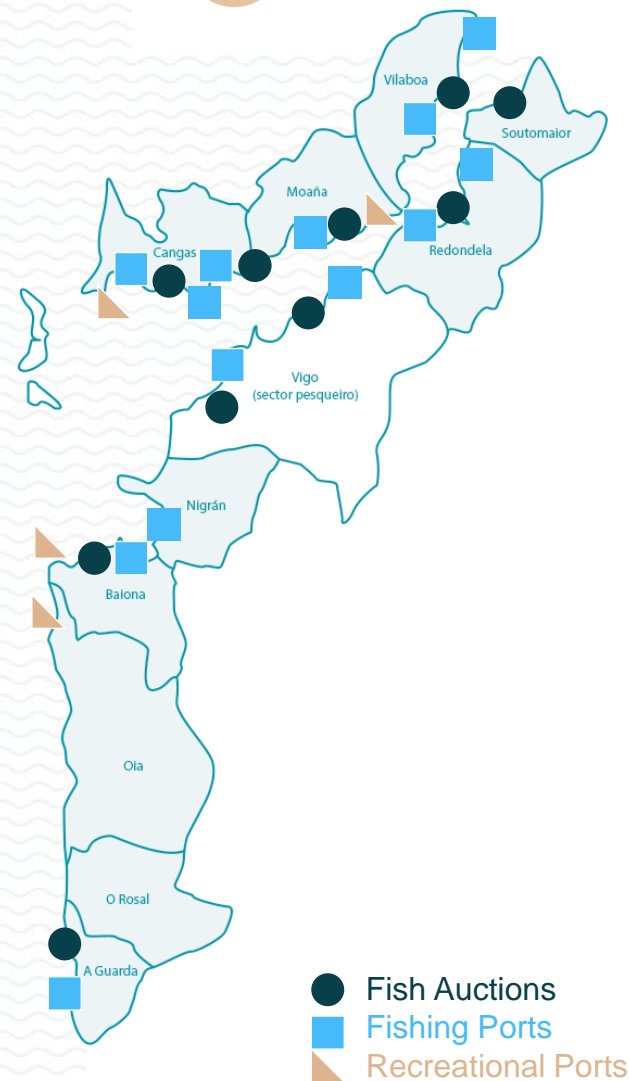 Vilaboa
Soutomaior
Moaña
Redondela
Cangas
Vigo
(sector pesqueiro)
Nigrán
Baiona
Oia
O Rosal
A Guarda
Fish Auctions
Fishing Ports
Recreational Ports